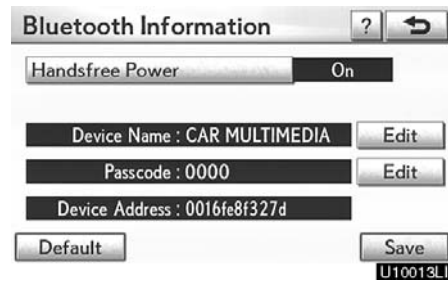 Bluetooth Information ?
Handsfree Power On
Device Name : CAR MULTIMEDIA Edit
Passcode : 0000 Edit
Device Address : 0016fe8f327d
Default Save
U10013LI